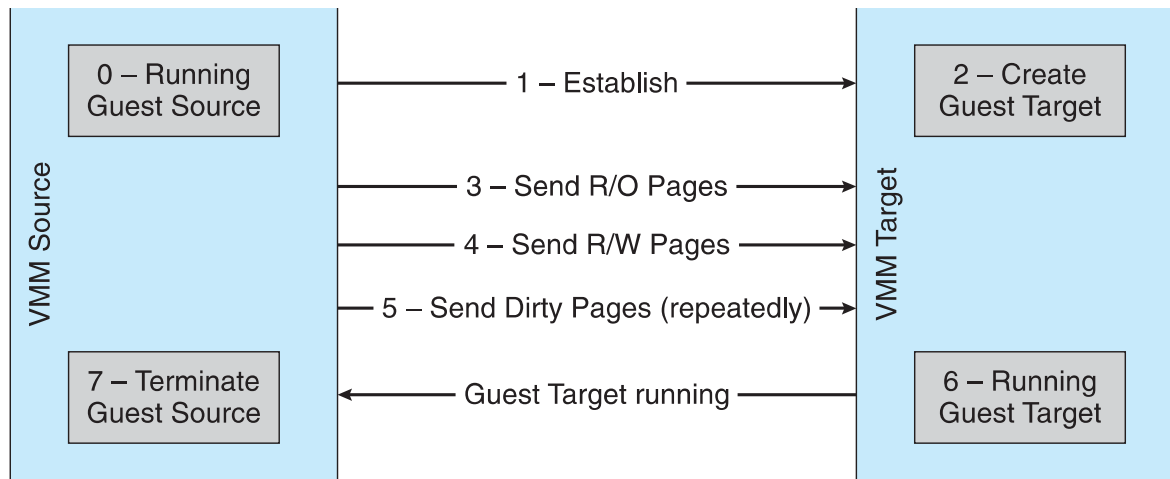 0 – Running
Guest Source
1 – Establish
2 – Create
Guest Target
3 – Send R/O Pages
4 – Send R/W Pages
5 – Send Dirty Pages (repeatedly)
VMM Source
VMM Target
7 – Terminate
Guest Source
Guest Target running
6 – Running
Guest Target